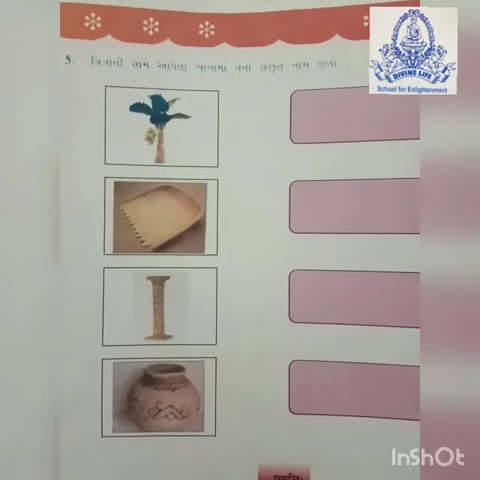 5. ચિત્રોની સામે આપેલા ખાનામાં તેનાં સંસ્કૃત નામ લખો :
DIVINE LIFE
School for Enlightenment
InShOt